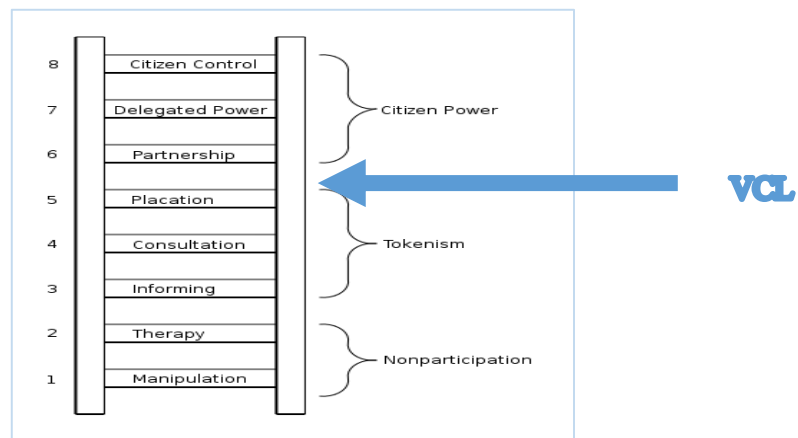 8 Citizen Control
7 Delegated Power Citizen Power
6 Partnership
VCL
5 Placation
4 Consultation Tokenism
3 Informing
2 Therapy
Nonparticipation
1 Manipulation